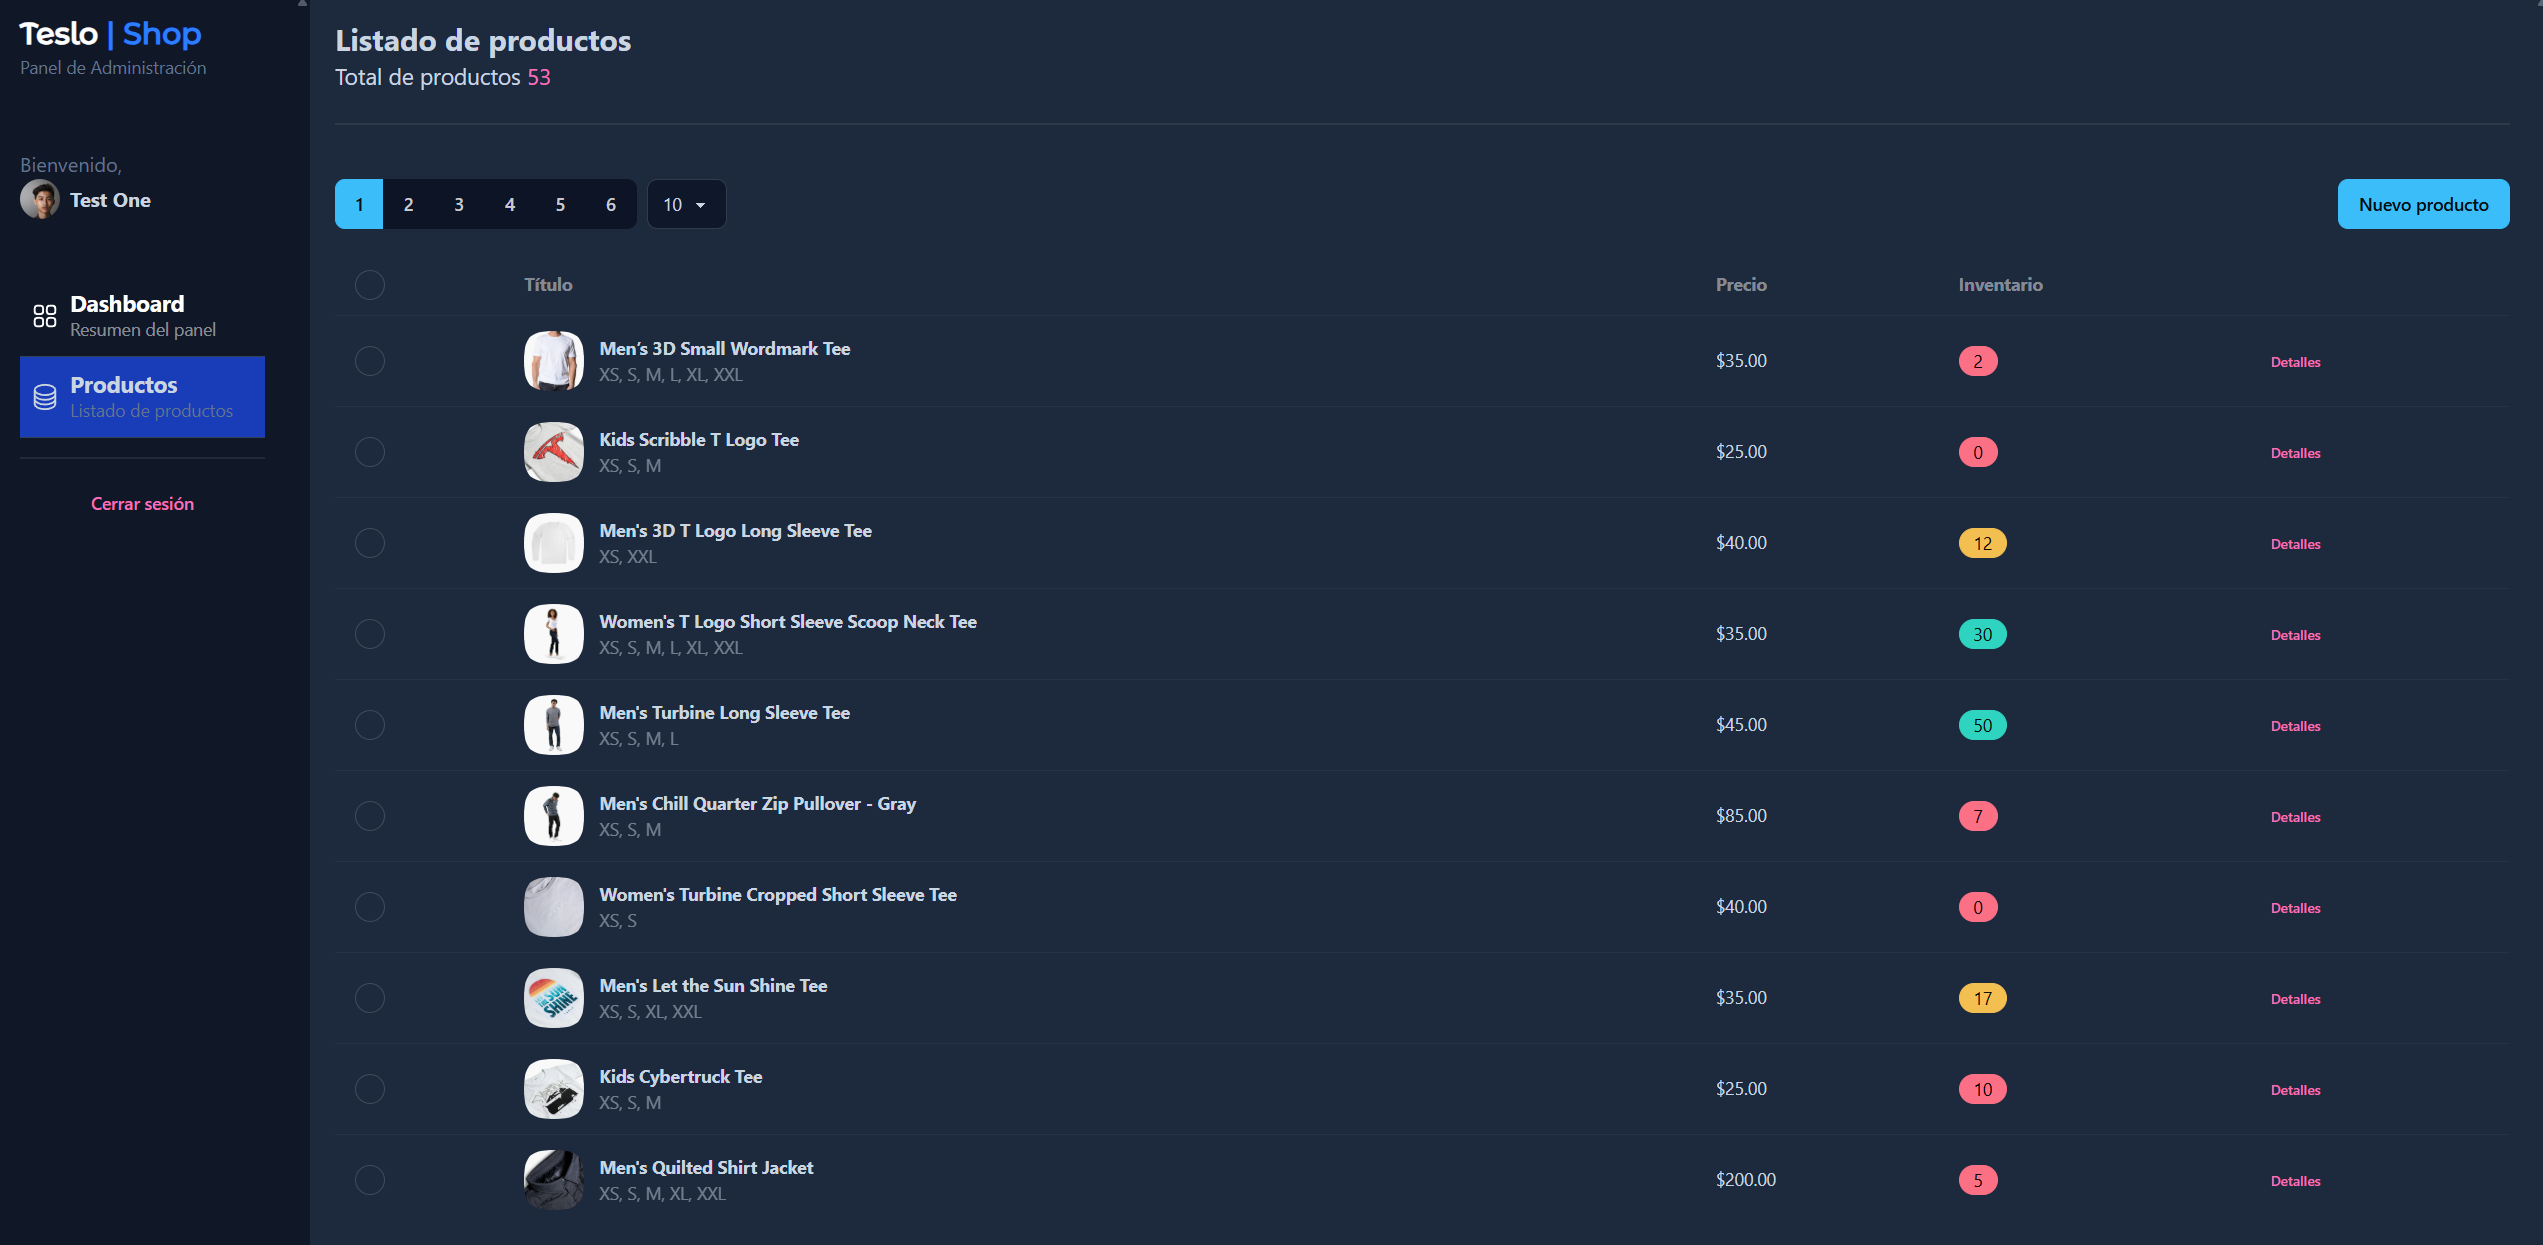 Teslo | Shop
Panel de Administración
Bienvenido,
Test One
Dashboard
Resumen del panel
Productos
Listado de productos
Cerrar sesión
Listado de productos
Total de productos 53
1 2 3 4 5 6 10
Nuevo producto
Título Precio Inventario
Men’s 3D Small Wordmark Tee
XS, S, M, L, XL, XXL
$35.00 2 Detalles
Kids Scribble T Logo Tee
XS, S, M
$25.00 0 Detalles
Men's 3D T Logo Long Sleeve Tee
XS, XXL
$40.00 12 Detalles
Women's T Logo Short Sleeve Scoop Neck Tee
XS, S, M, L, XL, XXL
$35.00 30 Detalles
Men's Turbine Long Sleeve Tee
XS, S, M, L
$45.00 50 Detalles
Men's Chill Quarter Zip Pullover - Gray
XS, S, M
$85.00 7 Detalles
Women's Turbine Cropped Short Sleeve Tee
XS, S
$40.00 0 Detalles
SUN
SHINE
Men's Let the Sun Shine Tee
XS, S, XL, XXL
$35.00 17 Detalles
Kids Cybertruck Tee
XS, S, M
$25.00 10 Detalles
Men's Quilted Shirt Jacket
XS, S, M, XL, XXL
$200.00 5 Detalles